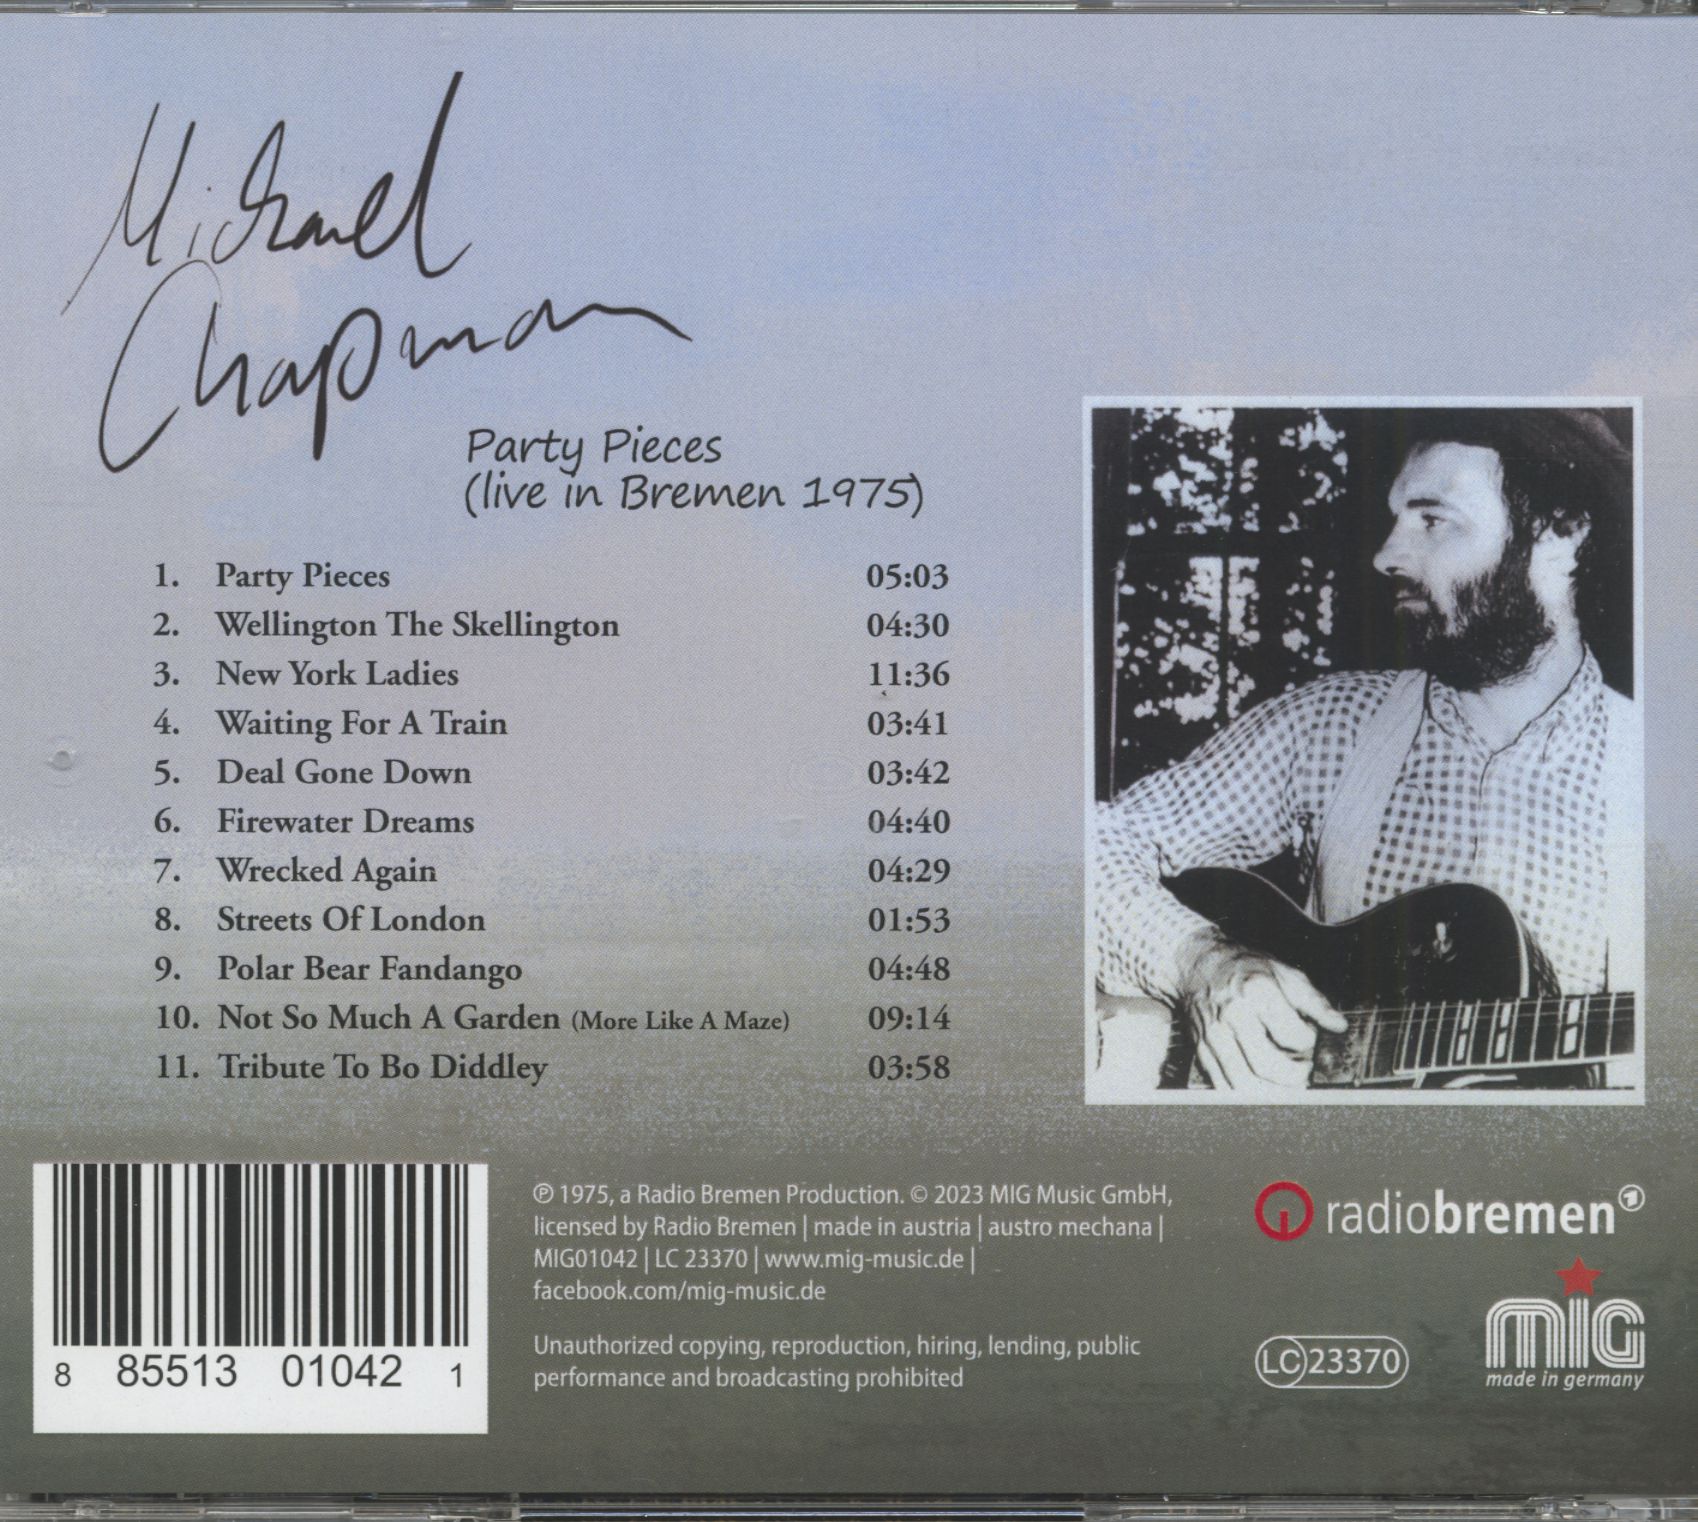 Michael
Chapman
Party Pieces
(live in Bremen 1975)
1. Party Pieces 05:03
2. Wellington The Skellington 04:30
3. New York Ladies 11:36
4. Waiting For A Train 03:41
5. Deal Gone Down 03:42
6. Firewater Dreams 04:40
7. Wrecked Again 04:29
8. Streets Of London 01:53
9. Polar Bear Fandango 04:48
10. Not So Much A Garden (More Like A Maze) 09:14
11. Tribute To Bo Diddley 03:58
8 85513 01042 1
℗ 1975, a Radio Bremen Production. © 2023 MIG Music GmbH,
licensed by Radio Bremen | made in austria | austro mechana |
MIG01042 | LC 23370 | www.mig-music.de |
facebook.com/mig-music.de
Unauthorized copying, reproduction, hiring, lending, public
performance and broadcasting prohibited
radiobremen 1
LC 23370
mig
made in germany